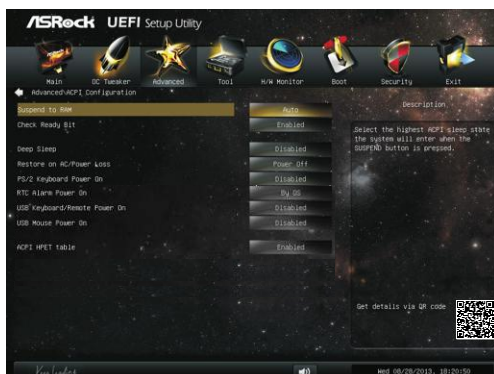 ASRock UEFI Setup Utility
Main OC Tweaker Advanced Tool H/W Monitor Boot Security Exit
Advanced\ACPI Configuration
Description
Suspend to RAM Auto
Check Ready Bit Enabled
Select the highest ACPI sleep state
the system will enter when the
SUSPEND button is pressed.
Deep Sleep Disabled
Restore on AC/Power Loss Power Off
PS/2 Keyboard Power On Disabled
RTC Alarm Power On By OS
USB Keyboard/Remote Power On Disabled
USB Mouse Power On Disabled
ACPI HPET table Enabled
Get details via QR code
Wed 08/28/2013, 18:20:50